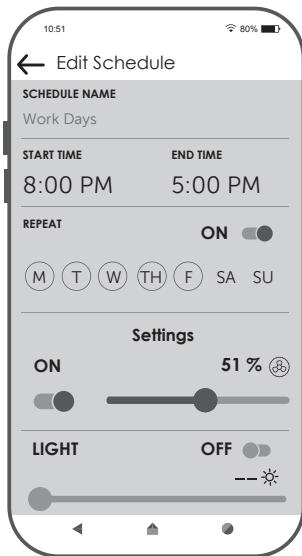 10:51 80%
Edit Schedule
SCHEDULE NAME
Work Days
START TIME END TIME
8:00 PM 5:00 PM
REPEAT ON
M T W TH F SA SU
Settings
ON 51 %
LIGHT OFF
--